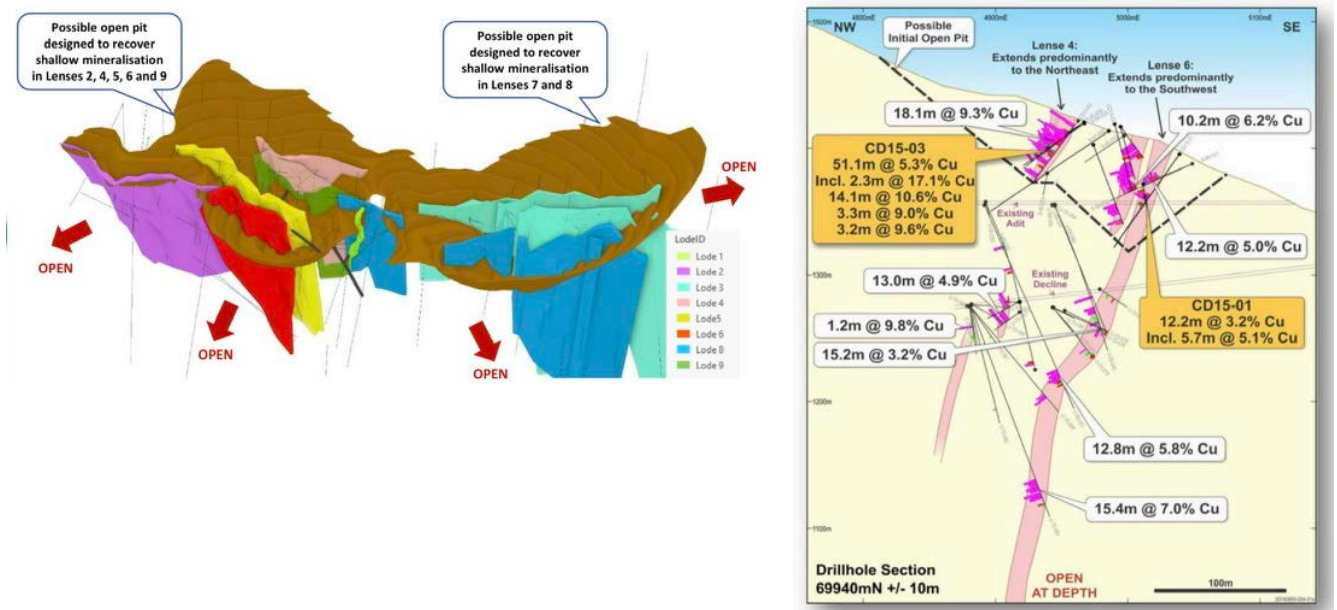 Possible open pit
designed to recover
shallow mineralisation
in Lenses 2, 4, 5, 6 and 9
Possible open pit
designed to recover
shallow mineralisation
in Lenses 7 and 8
OPEN
OPEN
OPEN
OPEN
LodeID
Lode 1
Lode 2
Lode 3
Lode 4
Lode5
Lode 6
Lode 8
Lode 9
4900mE
5000mE
5100mE
NW
SE
Possible
Initial Open Pit
Lense 4:
Extends predominantly
to the Northeast
Lense 6:
Extends predominantly
to the Southwest
18.1m @ 9.3% Cu
10.2m @ 6.2% Cu
CD15-03
51.1m @ 5.3% Cu
Incl. 2.3m @ 17.1% Cu
14.1m @ 10.6% Cu
3.3m @ 9.0% Cu
3.2m @ 9.6% Cu
Existing
Adit
12.2m @ 5.0% Cu
1300m
13.0m @ 4.9% Cu
Existing
Decline
CD15-01
12.2m @ 3.2% Cu
Incl. 5.7m @ 5.1% Cu
1.2m @ 9.8% Cu
15.2m @ 3.2% Cu
1200m
12.8m @ 5.8% Cu
15.4m @ 7.0% Cu
1100m
Drillhole Section
69940mN +/- 10m
OPEN
AT DEPTH
100m